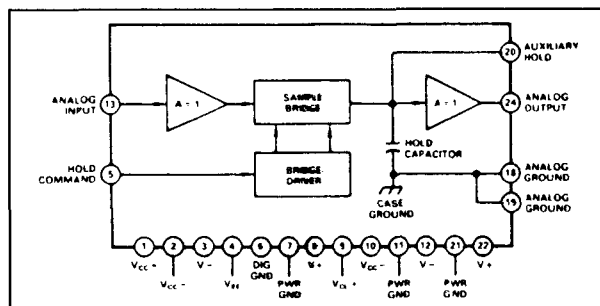 20
AUXILIARY
HOLD
ANALOG
INPUT
13
A = 1
SAMPLE
BRIDGE
A = 1
24
ANALOG
OUTPUT
HOLD
CAPACITOR
HOLD
COMMAND
5
BRIDGE
DRIVER
CASE
GROUND
18
ANALOG
GROUND
19
ANALOG
GROUND
1 2 3 4 6 7 8 9 10 11 12 21 22
VCC + V- DIG GND V+ VCC - V- V+
VCC - PWR GND PWR GND PWR GND